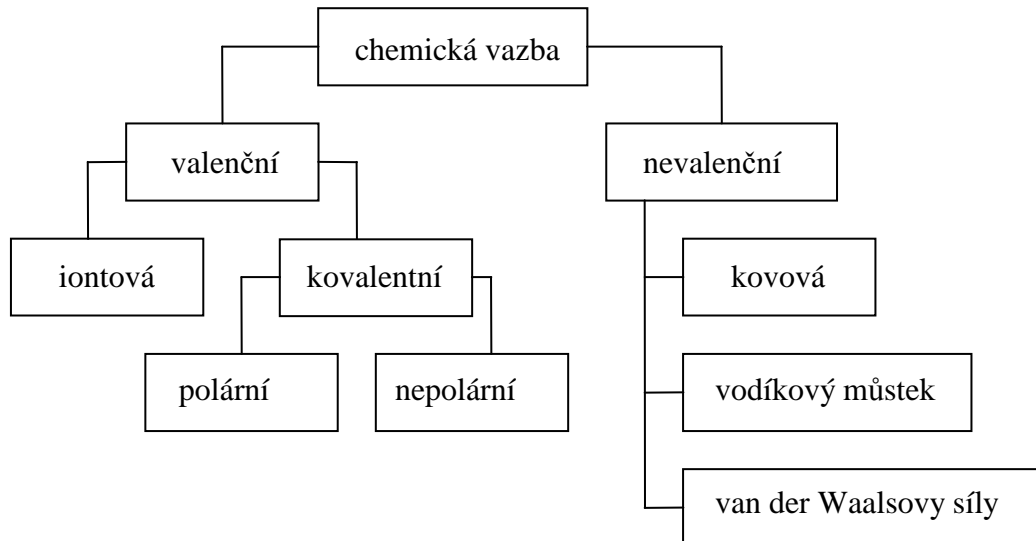 chemická vazba
valenční
nevalenční
iontová
kovalentní
kovová
polární
nepolární
vodíkový můstek
van der Waalsovy síly